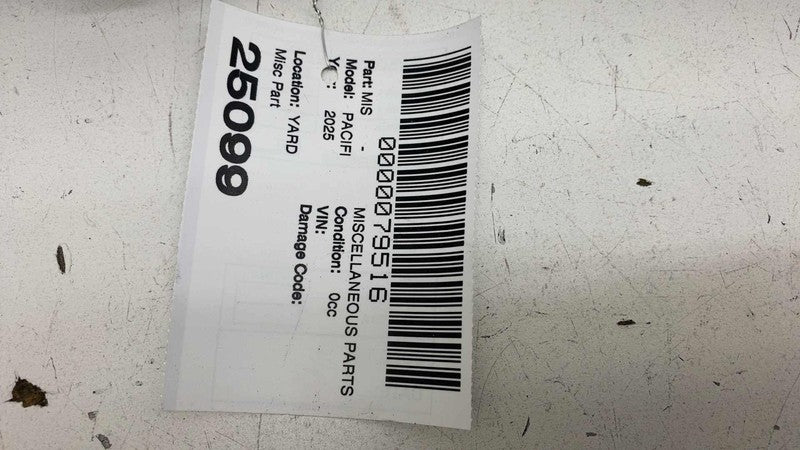 0000079516
Part: MIS - MISCELLANEOUS PARTS
Model: PACIFI Condition: 0cc
2025 VIN:
Damage Code:
Location: YARD
Misc Part
25099